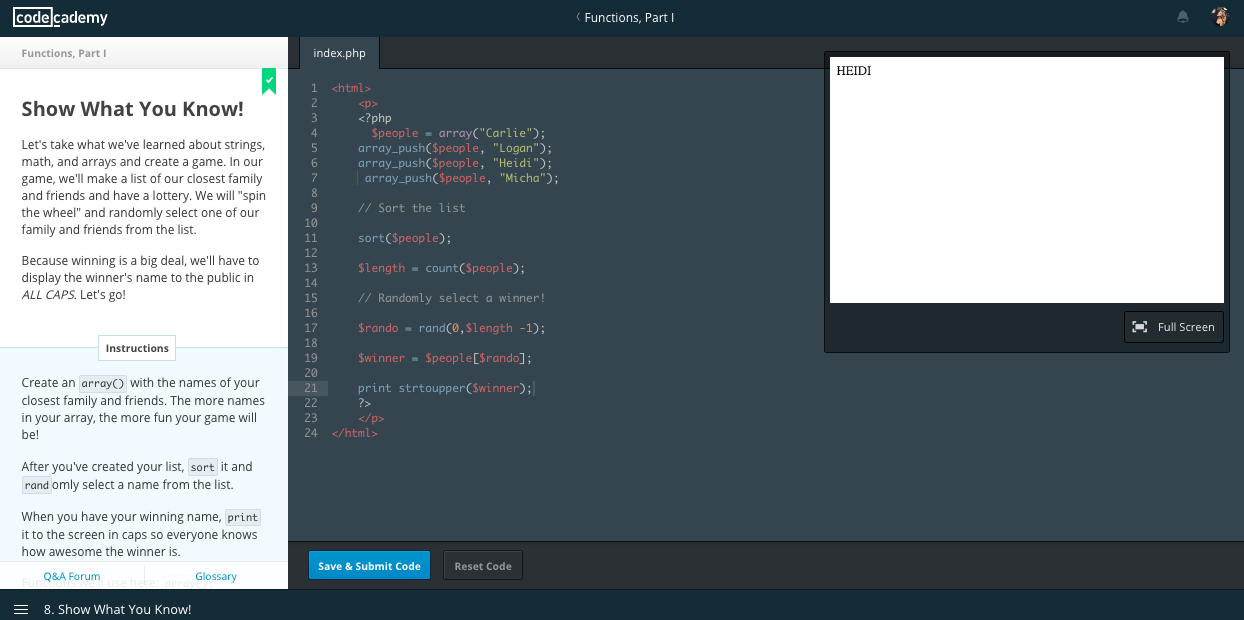 codecademy
Functions, Part I
Functions, Part I
Show What You Know!
Let's take what we've learned about strings,
math, and arrays and create a game. In our
game, we'll make a list of our closest family
and friends and have a lottery. We will "spin
the wheel" and randomly select one of our
family and friends from the list.
Because winning is a big deal, we'll have to
display the winner's name to the public in
ALL CAPS. Let's go!
Instructions
Create an array() with the names of your
closest family and friends. The more names
in your array, the more fun your game will
be!
After you've created your list, sort it and
randomly select a name from the list.
When you have your winning name, print
it to the screen in caps so everyone knows
how awesome the winner is.
Functions we'll use here: array(),
Q&A Forum
Glossary
index.php
1 <html>
2 <p>
3 <?php
4 $people = array("Carlie");
5 array_push($people, "Logan");
6 array_push($people, "Heidi");
7 array_push($people, "Micha");
8
9 // Sort the list
10
11 sort($people);
12
13 $length = count($people);
14
15 // Randomly select a winner!
16
17 $rando = rand(0,$length -1);
18
19 $winner = $people[$rando];
20
21 print strtoupper($winner);
22 ?>
23 </p>
24 </html>
HEIDI
Full Screen
Save & Submit Code
Reset Code
8. Show What You Know!